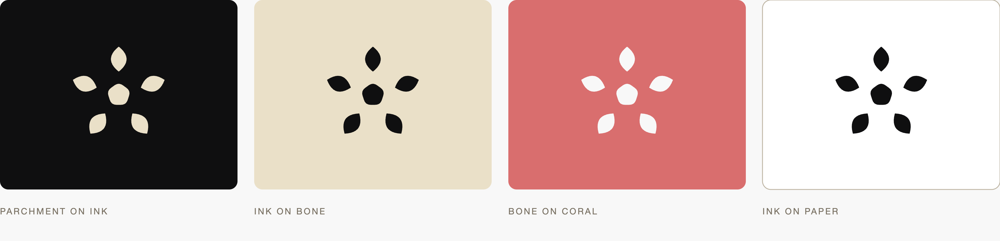 PARCHMENT ON INK
INK ON BONE
BONE ON CORAL
INK ON PAPER